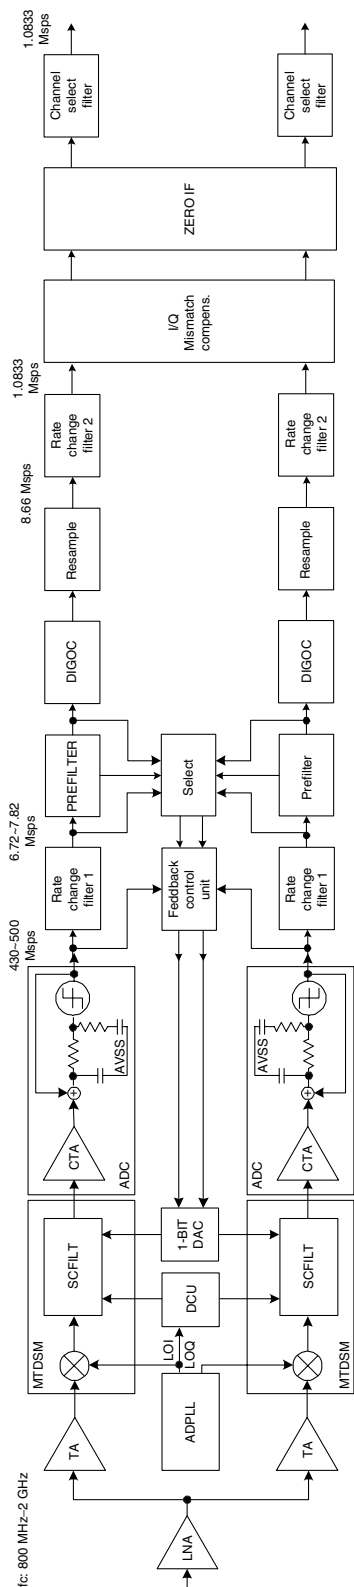 fc: 800 MHz–2 GHz
LNA
TA
TA
ADPLL
LOI
LOQ
MTDSM
SCFILT
DCU
1-BIT
DAC
MTDSM
SCFILT
CTA
ADC
AVSS
CTA
ADC
AVSS
430~500
Msps
Rate
change
filter 1
Feddback
control
unit
Rate
change
filter 1
6.72~7.82
Msps
PREFILTER
Select
Prefilter
DIGOC
DIGOC
8.66 Msps
Resample
Resample
Rate
change
filter 2
Rate
change
filter 2
1.0833
Msps
I/Q
Mismatch
compens.
ZERO IF
Channel
select
filter
Channel
select
filter
1.0833
Msps